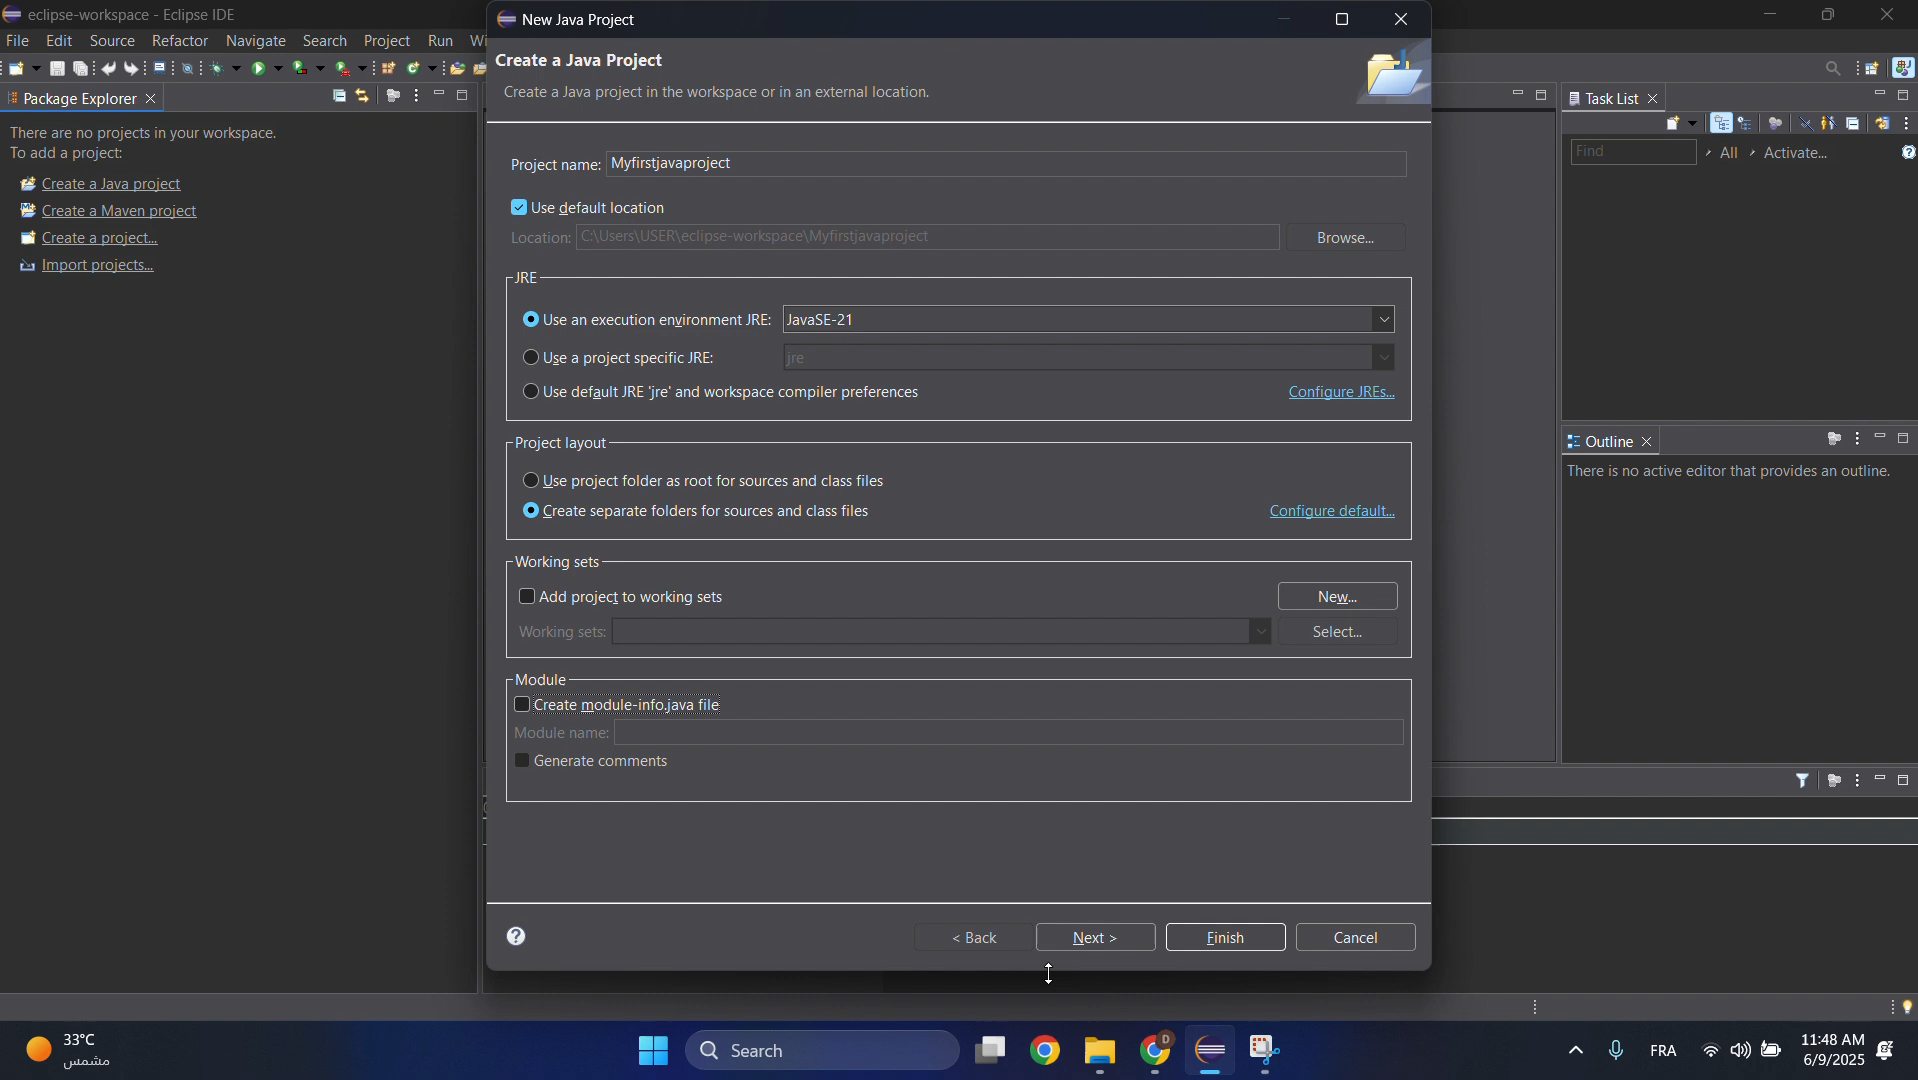 eclipse-workspace - Eclipse IDE
New Java Project
File Edit Source Refactor Navigate Search Project Run
Create a Java Project
Create a Java project in the workspace or in an external location.
Package Explorer
Task List
There are no projects in your workspace.
To add a project:
Create a Java project
Create a Maven project
Create a project...
Import projects...
Find
All
Activate...
Project name: Myfirstjavaproject
Use default location
Location: C:\Users\USER\eclipse-workspace\Myfirstjavaproject Browse...
JRE
Use an execution environment JRE: JavaSE-21
Use a project specific JRE: jre
Use default JRE 'jre' and workspace compiler preferences Configure JREs...
Project layout
Use project folder as root for sources and class files
Create separate folders for sources and class files Configure default...
Outline
There is no active editor that provides an outline.
Working sets
Add project to working sets New...
Working sets: Select...
Module
Create module-info.java file
Module name:
Generate comments
< Back Next > Finish Cancel
33°C
مشمس
Search
D
FRA
11:48 AM
6/9/2025